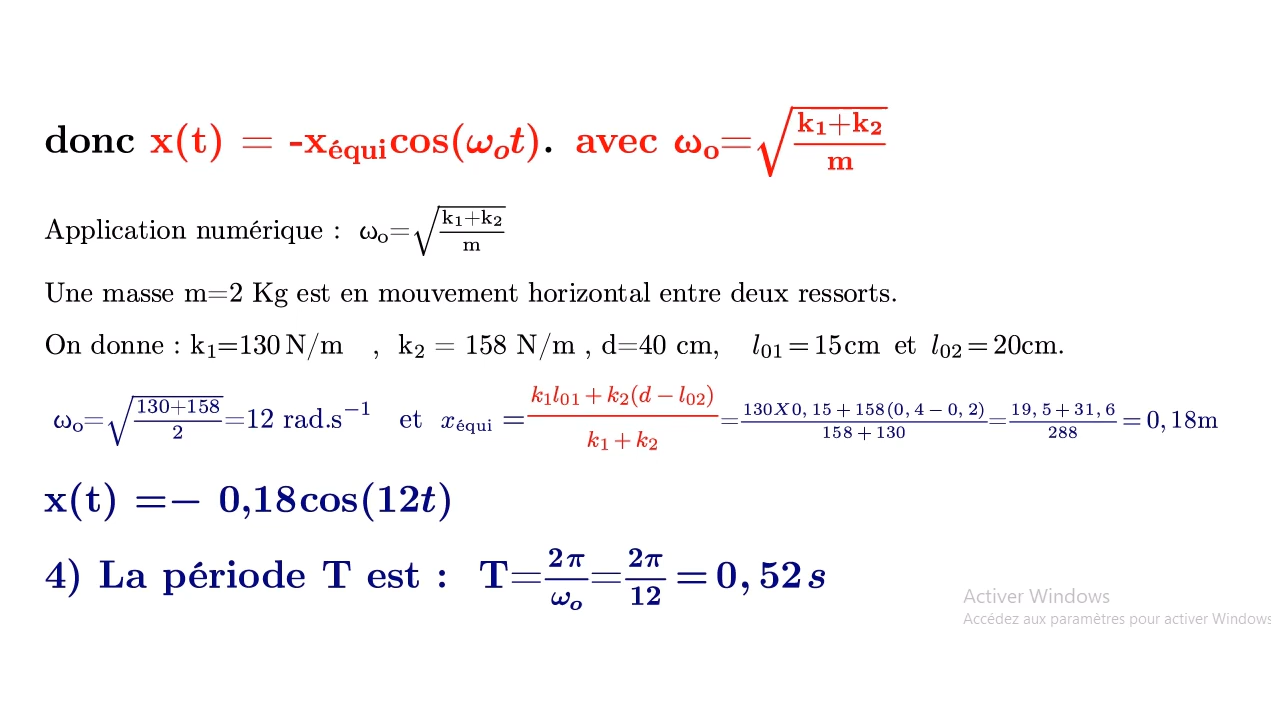 donc x(t) = -x_équi cos(ω_o t). avec ω_o=√((k₁+k₂)/m)
Application numérique : ω_o=√((k₁+k₂)/m)
Une masse m=2 Kg est en mouvement horizontal entre deux ressorts.
On donne : k₁=130 N/m , k₂ = 158 N/m , d=40 cm, l₀₁ = 15cm et l₀₂ = 20cm.
ω_o=√((130+158)/2)=12 rad.s⁻¹ et x_équi = (k₁l₀₁ + k₂(d − l₀₂))/(k₁ + k₂)=(130X0, 15 + 158(0, 4 − 0, 2))/(158 + 130)=(19, 5 + 31, 6)/288 = 0, 18m
x(t) =− 0,18cos(12t)
4) La période T est : T=2π/ω_o=2π/12 = 0, 52 s
Activer Windows
Accédez aux paramètres pour activer Windows